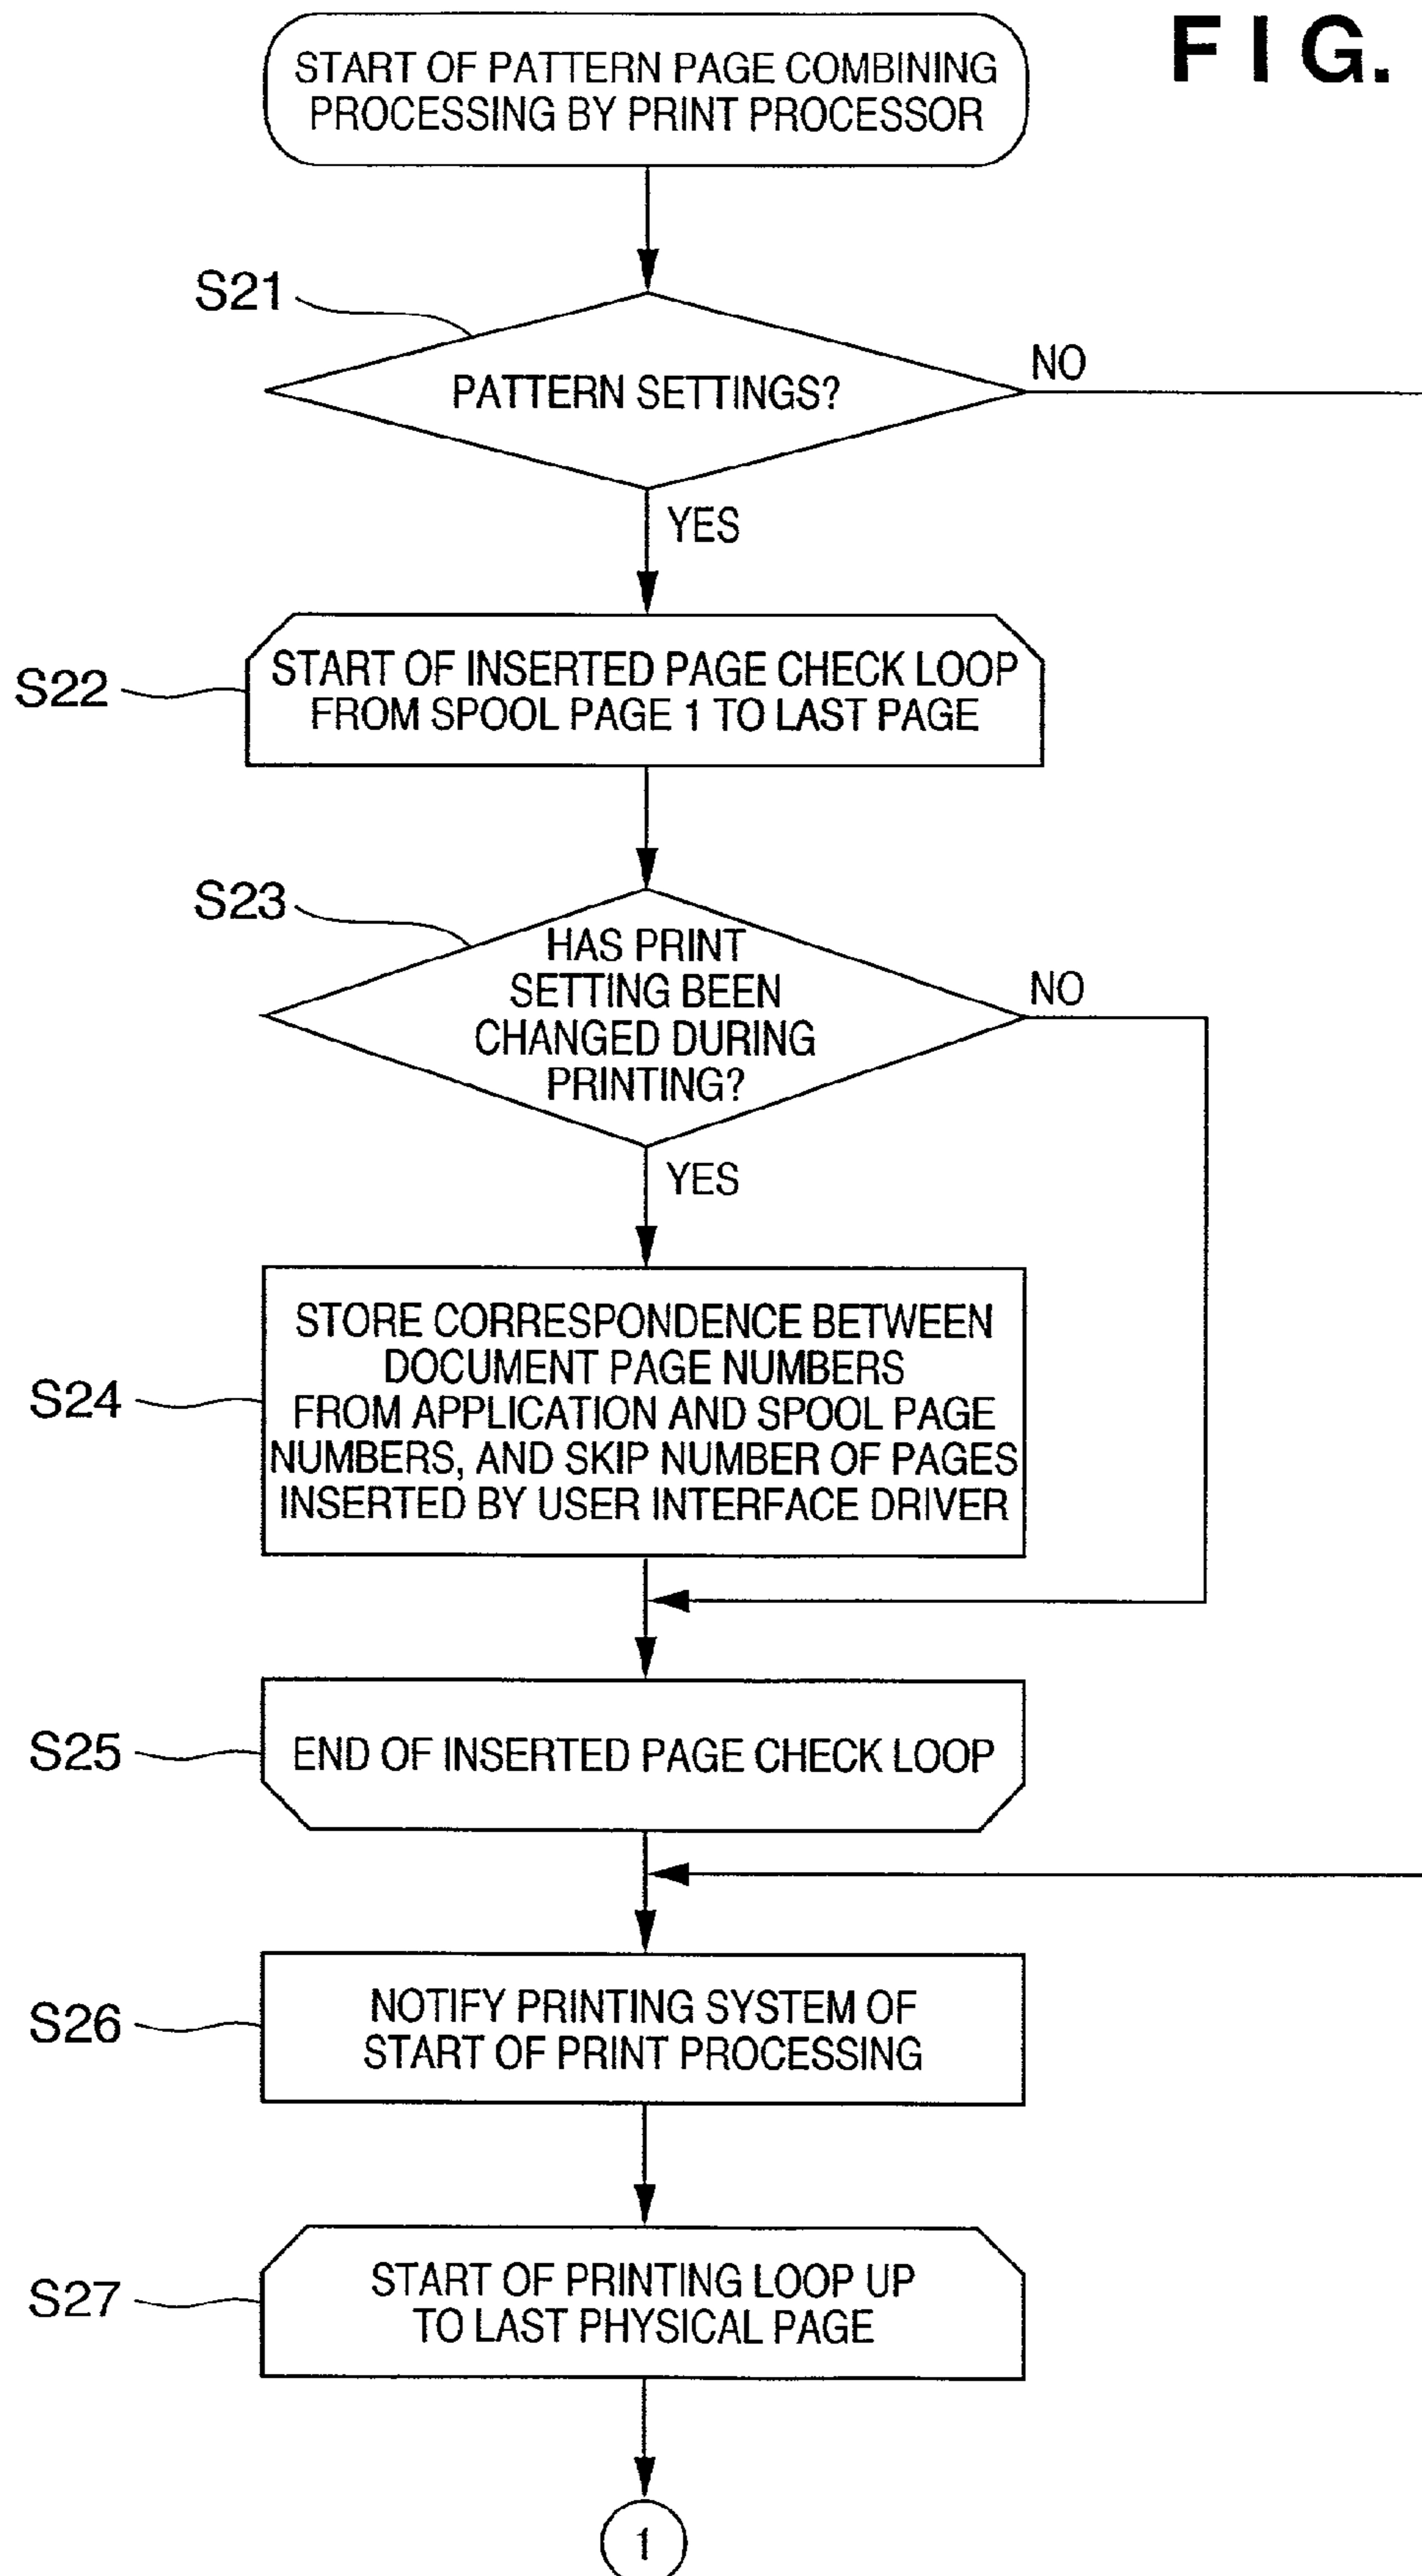 FIG.
START OF PATTERN PAGE COMBINING
PROCESSING BY PRINT PROCESSOR
S21
PATTERN SETTINGS?
NO
YES
S22
START OF INSERTED PAGE CHECK LOOP
FROM SPOOL PAGE 1 TO LAST PAGE
S23
HAS PRINT
SETTING BEEN
CHANGED DURING
PRINTING?
NO
YES
S24
STORE CORRESPONDENCE BETWEEN
DOCUMENT PAGE NUMBERS
FROM APPLICATION AND SPOOL PAGE
NUMBERS, AND SKIP NUMBER OF PAGES
INSERTED BY USER INTERFACE DRIVER
S25
END OF INSERTED PAGE CHECK LOOP
S26
NOTIFY PRINTING SYSTEM OF
START OF PRINT PROCESSING
S27
START OF PRINTING LOOP UP
TO LAST PHYSICAL PAGE
1